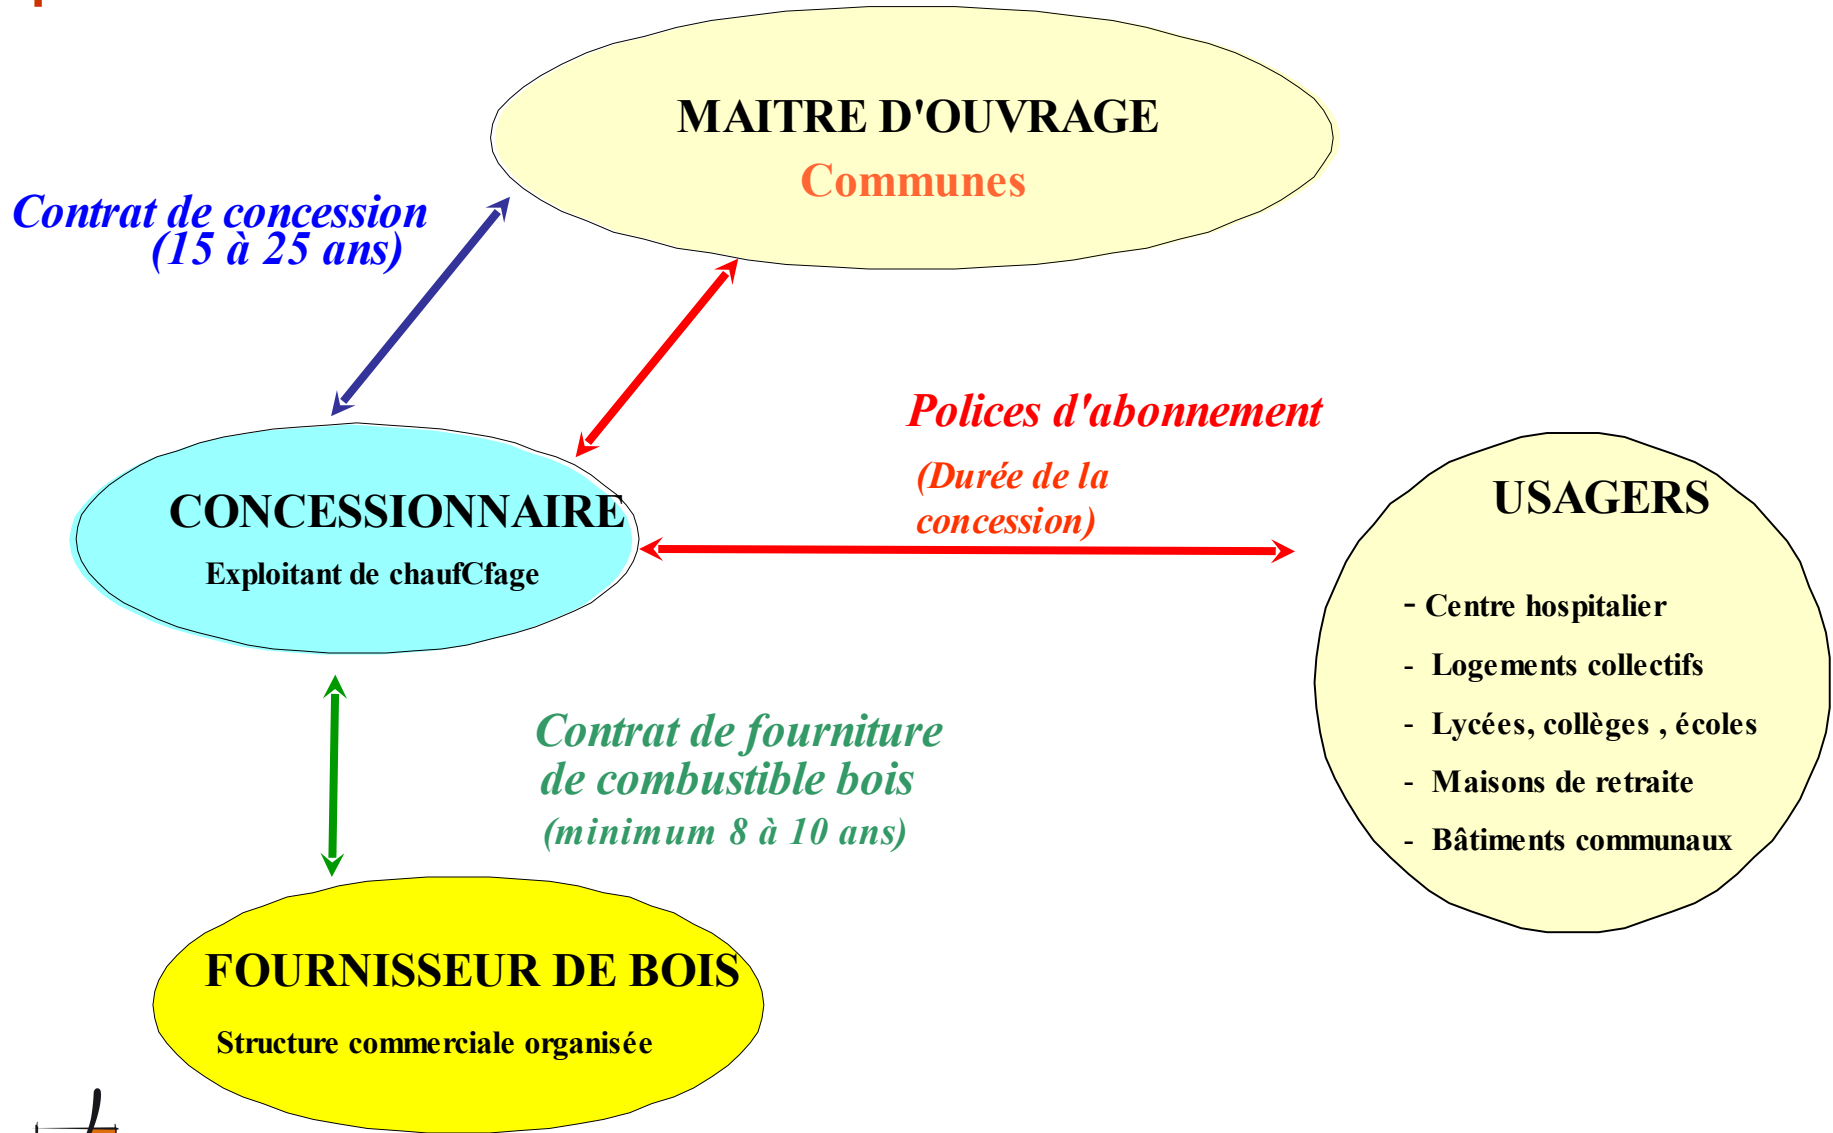 MAITRE D'OUVRAGE
Communes
Contrat de concession
(15 à 25 ans)
Polices d'abonnement
(Durée de la
concession)
CONCESSIONNAIRE
Exploitant de chaufCfage
USAGERS
- Centre hospitalier
- Logements collectifs
- Lycées, collèges , écoles
- Maisons de retraite
- Bâtiments communaux
Contrat de fourniture
de combustible bois
(minimum 8 à 10 ans)
FOURNISSEUR DE BOIS
Structure commerciale organisée